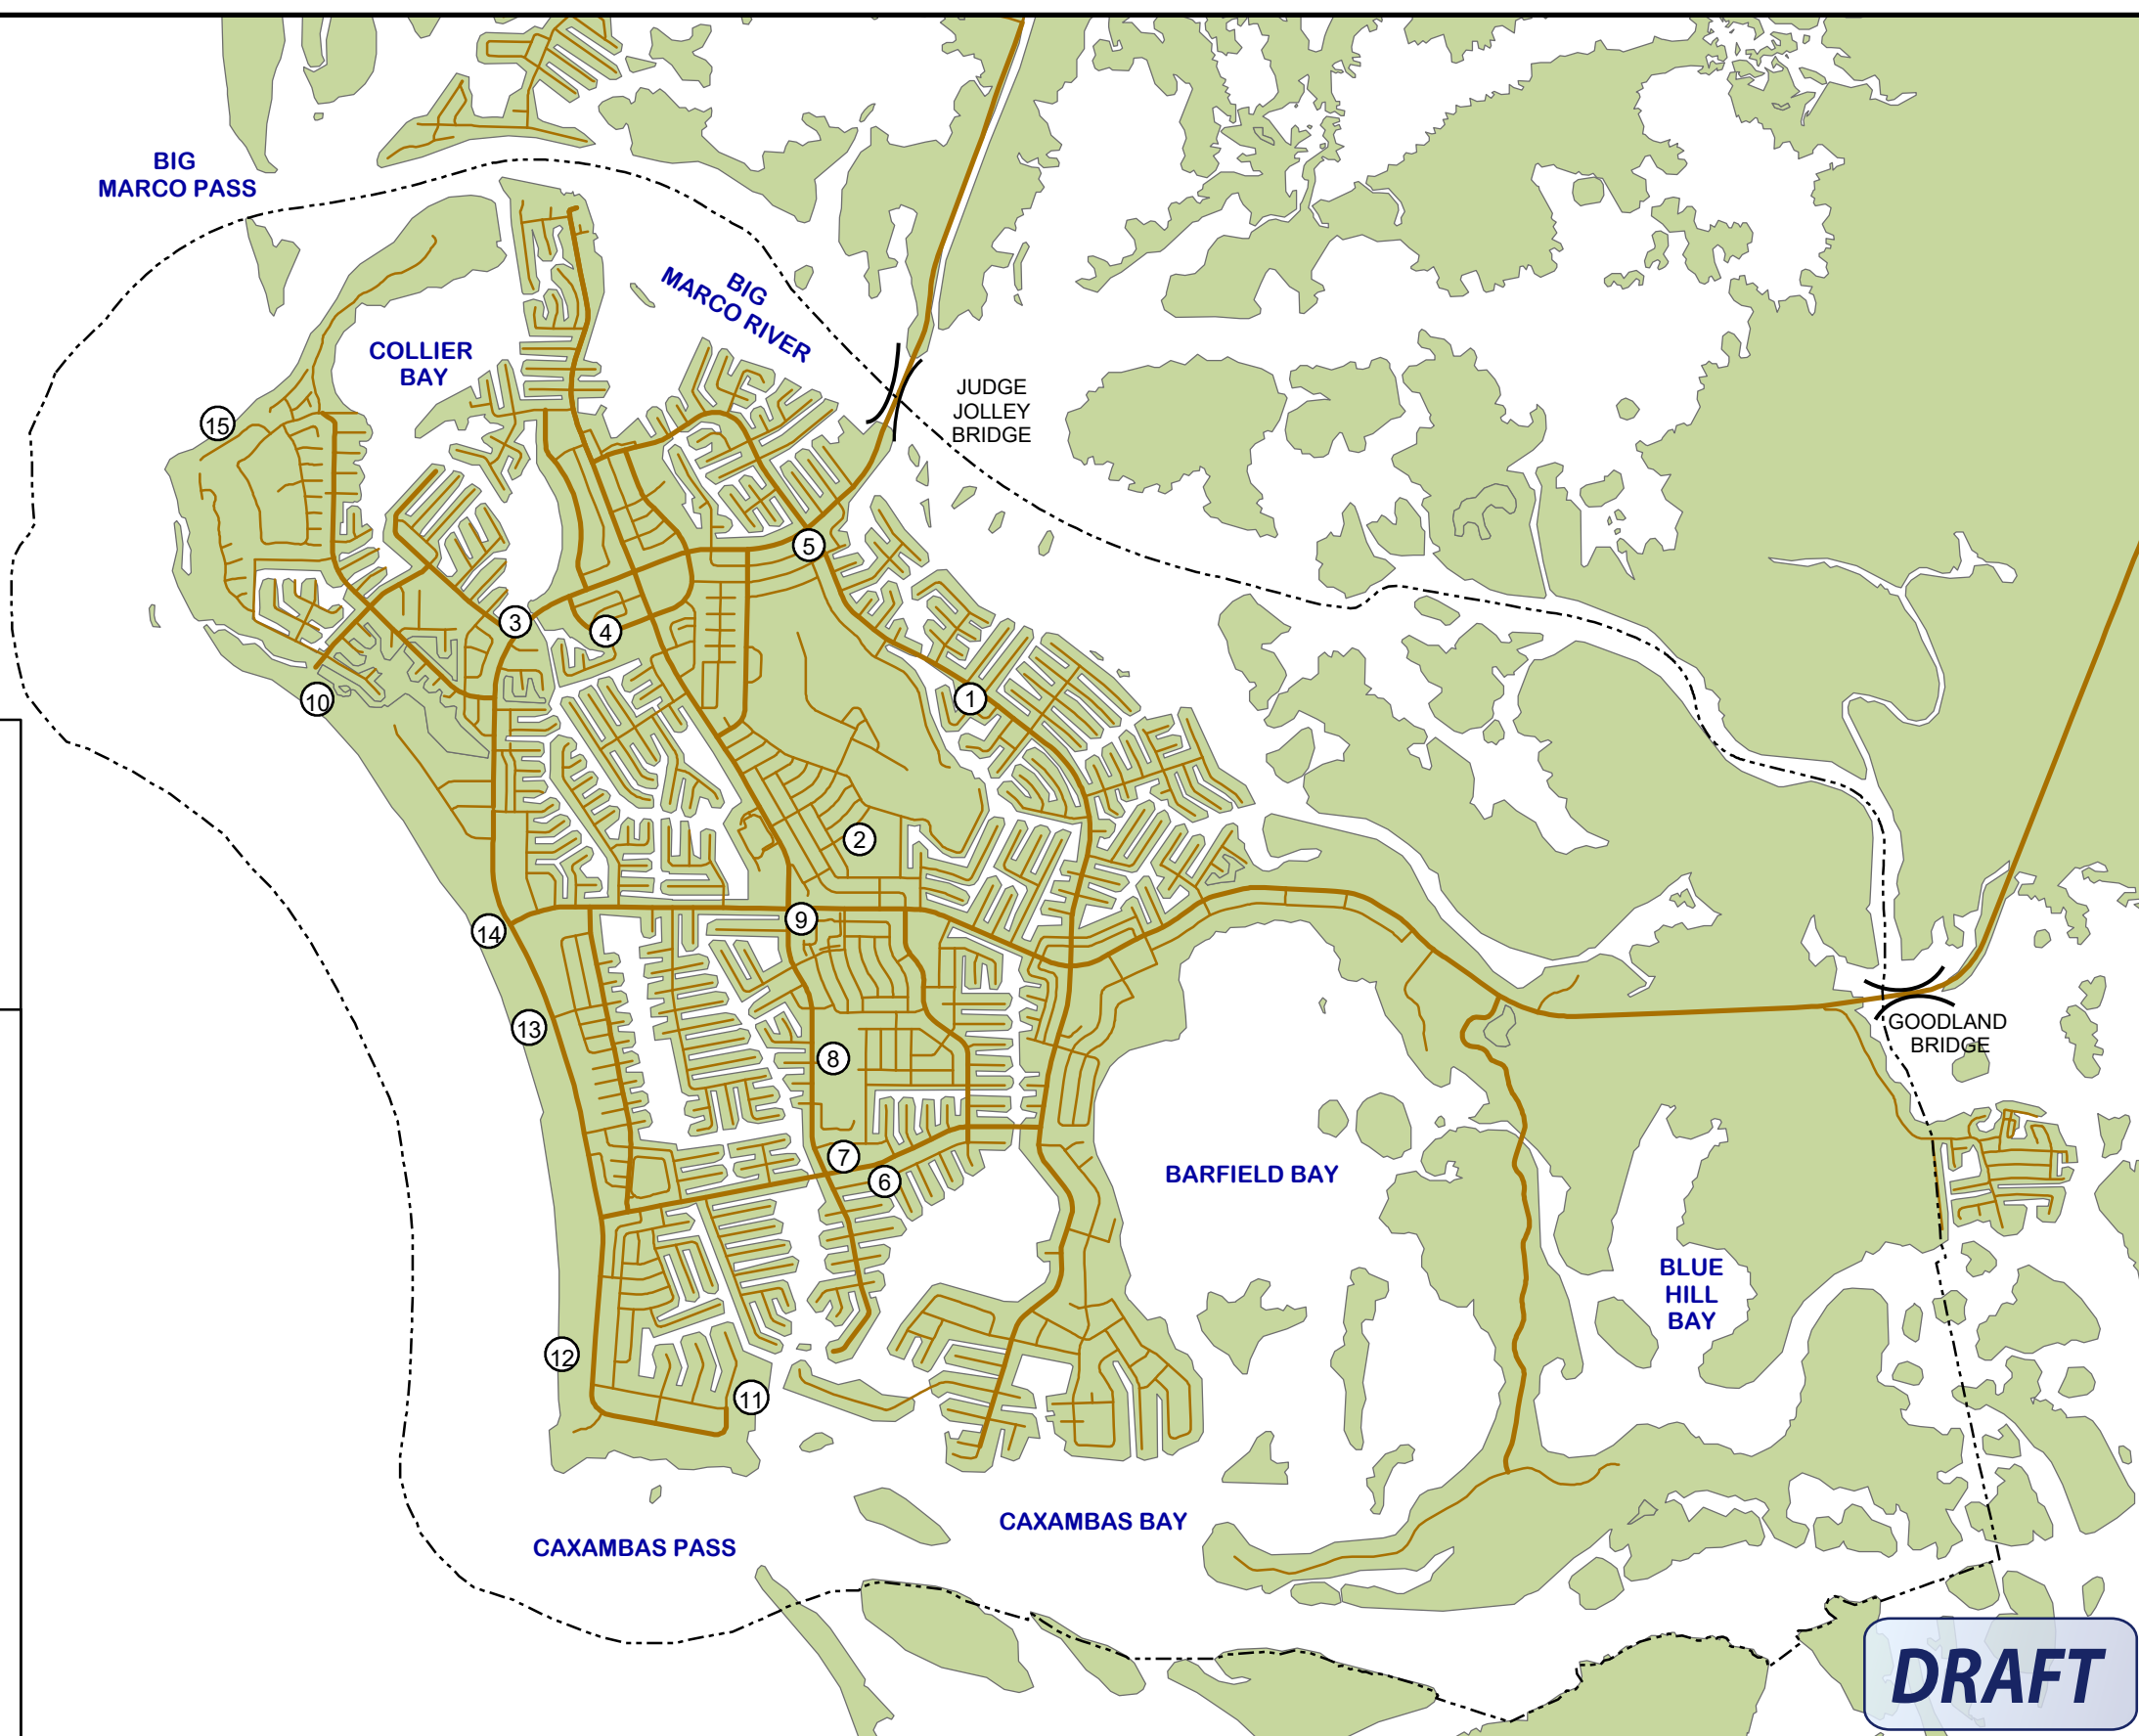 BIG
MARCO PASS
BIG
MARCO RIVER
COLLIER
BAY
JUDGE
JOLLEY
BRIDGE
15
5
3
4
10
1
2
9
14
13
8
GOODLAND
BRIDGE
7
6
BARFIELD BAY
BLUE
HILL
BAY
12
11
CAXAMBAS BAY
CAXAMBAS PASS
DRAFT